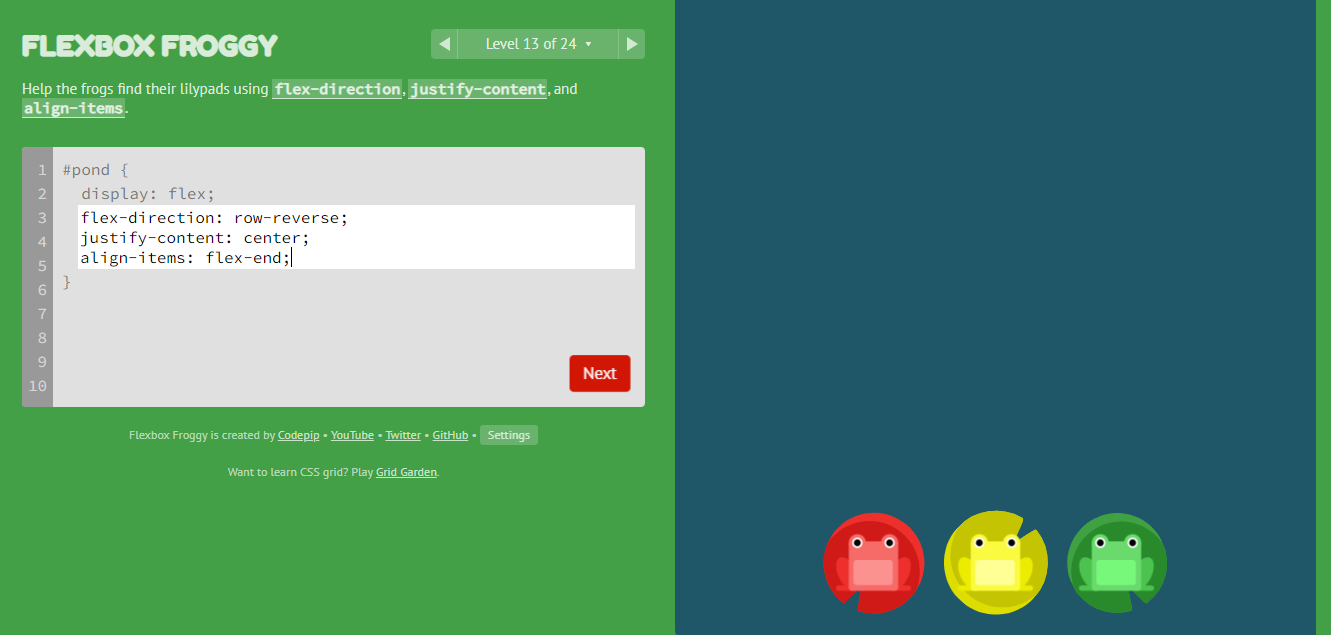 FLEXBOX FROGGY
◀ Level 13 of 24 ▾ ▶
Help the frogs find their lilypads using flex-direction, justify-content, and
align-items.
1 #pond {
2 display: flex;
3 flex-direction: row-reverse;
4 justify-content: center;
5 align-items: flex-end;
6 }
7
8
9
10
Next
Flexbox Froggy is created by Codepip • YouTube • Twitter • GitHub • Settings
Want to learn CSS grid? Play Grid Garden.